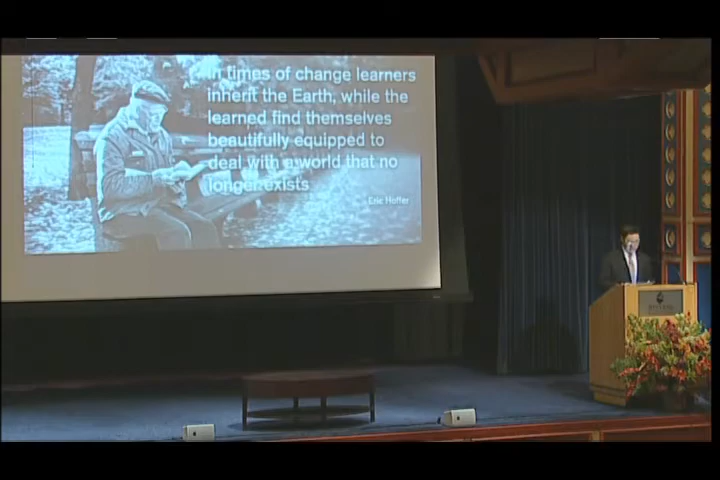 In times of change learners
inherit the Earth, while the
learned find themselves
beautifully equipped to
deal with a world that no
longer exists
Eric Hoffer